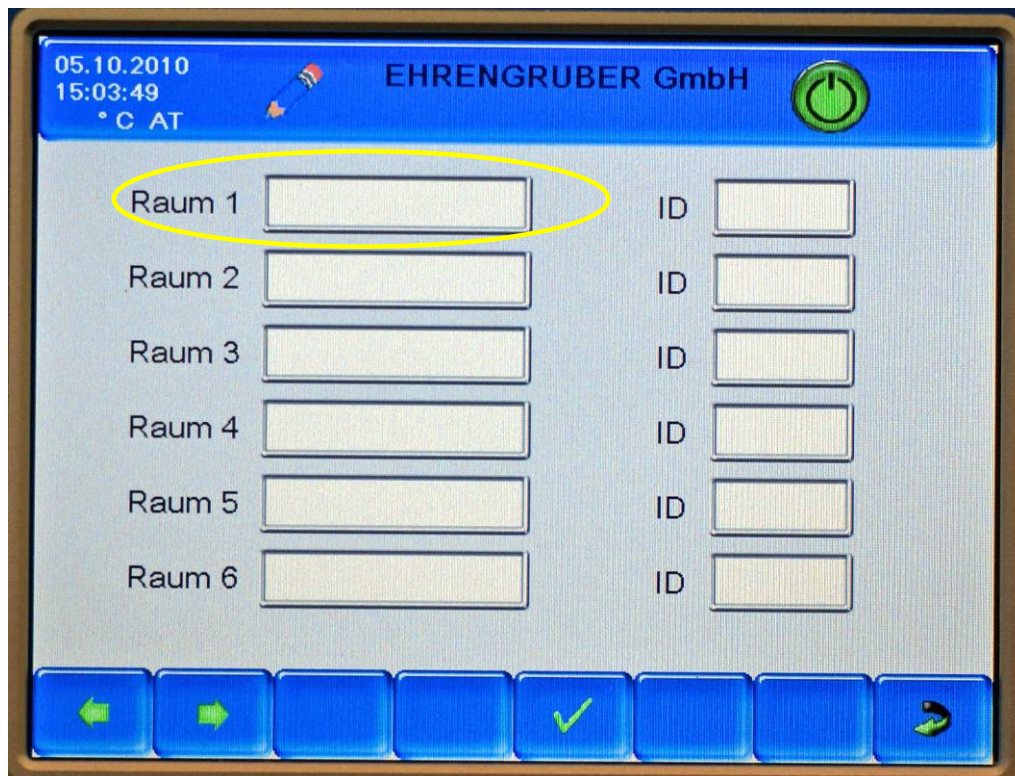 05.10.2010
15:03:49
° C AT
EHRENGRUBER GmbH
Raum 1
ID
Raum 2
ID
Raum 3
ID
Raum 4
ID
Raum 5
ID
Raum 6
ID